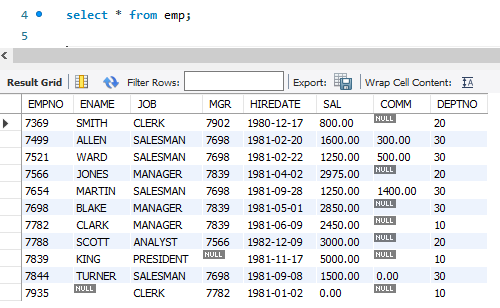 4 select * from emp;
5
Result Grid Filter Rows: Export: Wrap Cell Content:
EMPNO ENAME JOB MGR HIREDATE SAL COMM DEPTNO
7369 SMITH CLERK 7902 1980-12-17 800.00 NULL 20
7499 ALLEN SALESMAN 7698 1981-02-20 1600.00 300.00 30
7521 WARD SALESMAN 7698 1981-02-22 1250.00 500.00 30
7566 JONES MANAGER 7839 1981-04-02 2975.00 NULL 20
7654 MARTIN SALESMAN 7698 1981-09-28 1250.00 1400.00 30
7698 BLAKE MANAGER 7839 1981-05-01 2850.00 NULL 30
7782 CLARK MANAGER 7839 1981-06-09 2450.00 NULL 10
7788 SCOTT ANALYST 7566 1982-12-09 3000.00 NULL 20
7839 KING PRESIDENT NULL 1981-11-17 5000.00 NULL 10
7844 TURNER SALESMAN 7698 1981-09-08 1500.00 0.00 30
7935 NULL CLERK 7782 1981-01-02 0.00 NULL 10